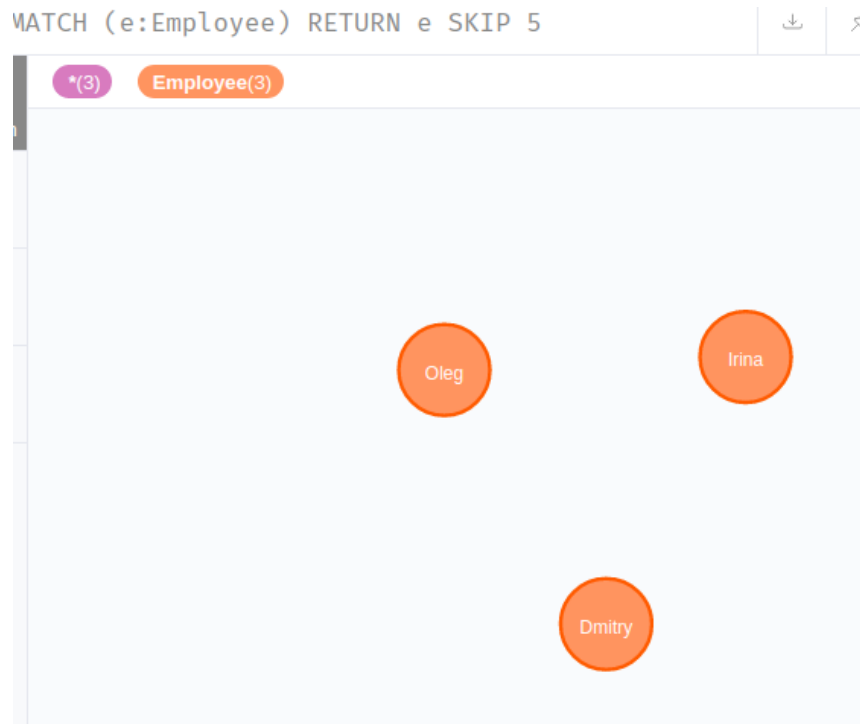 MATCH (e:Employee) RETURN e SKIP 5
*(3) Employee(3)
Oleg
Irina
Dmitry